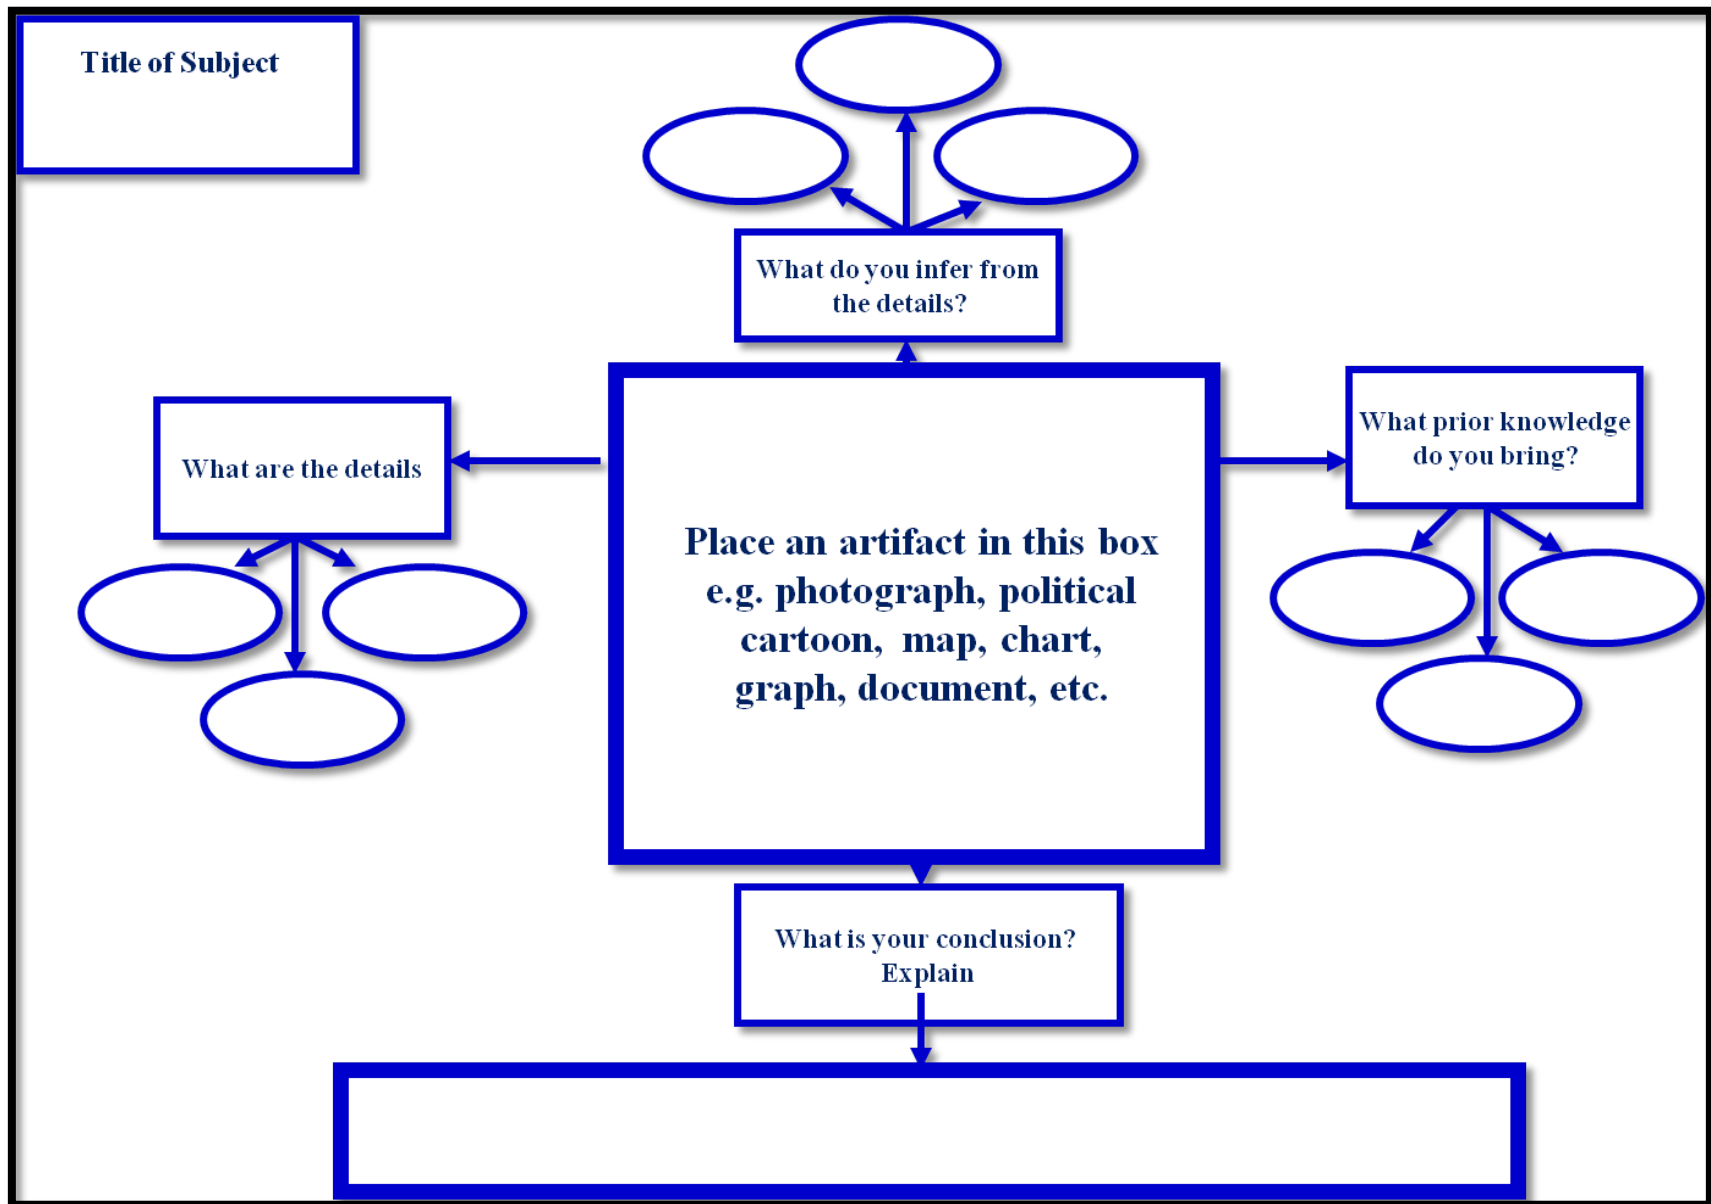 Title of Subject
What do you infer from
the details?
What are the details
What prior knowledge
do you bring?
Place an artifact in this box
e.g. photograph, political
cartoon, map, chart,
graph, document, etc.
What is your conclusion?
Explain